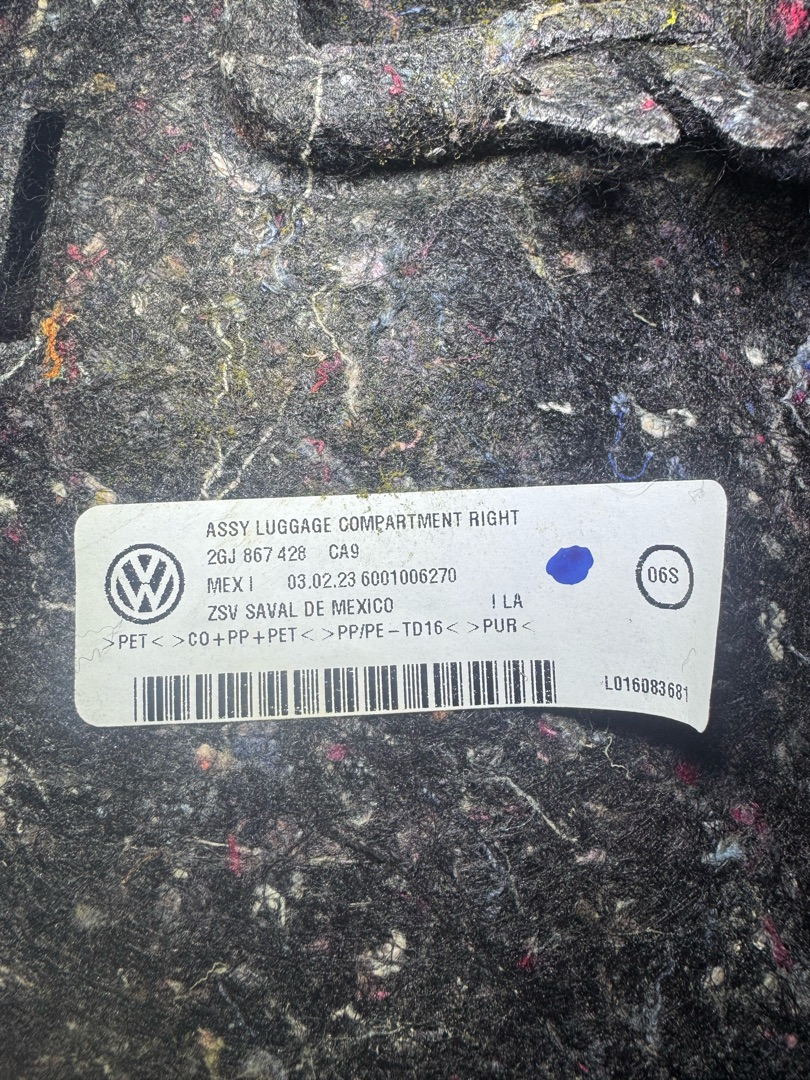 ASSY LUGGAGE COMPARTMENT RIGHT
2GJ 867 428 CA9
MEX I 03.02.23 6001006270
06S
ZSV SAVAL DE MEXICO ! LA
>PET< >CO+PP+PET< >PP/PE-TD16< >PUR<
L016083681